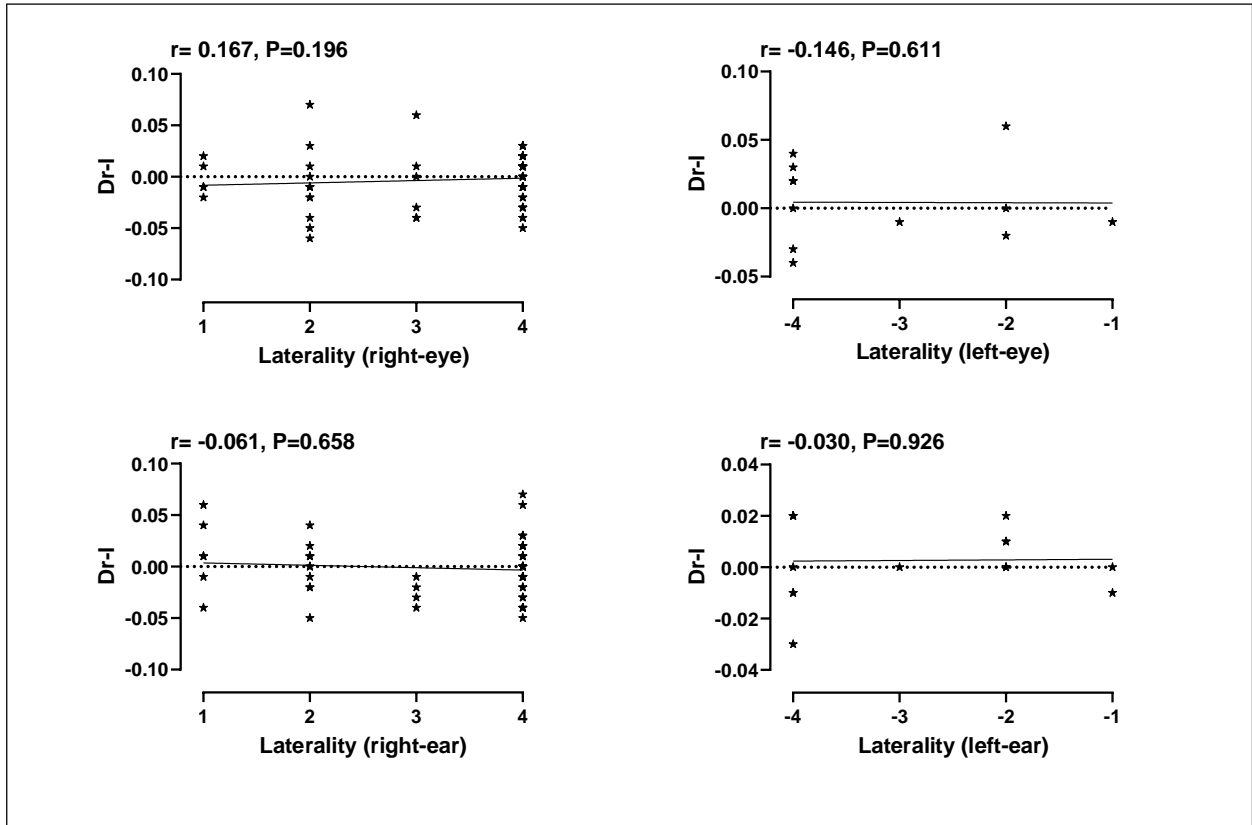 r= 0.167, P=0.196
0.10
0.05
0.00
-0.05
-0.10
Dr-l
1 2 3 4
Laterality (right-eye)
r= -0.146, P=0.611
0.10
0.05
0.00
-0.05
Dr-l
-4 -3 -2 -1
Laterality (left-eye)
r= -0.061, P=0.658
0.10
0.05
0.00
-0.05
-0.10
Dr-l
1 2 3 4
Laterality (right-ear)
r= -0.030, P=0.926
0.04
0.02
0.00
-0.02
-0.04
Dr-l
-4 -3 -2 -1
Laterality (left-ear)